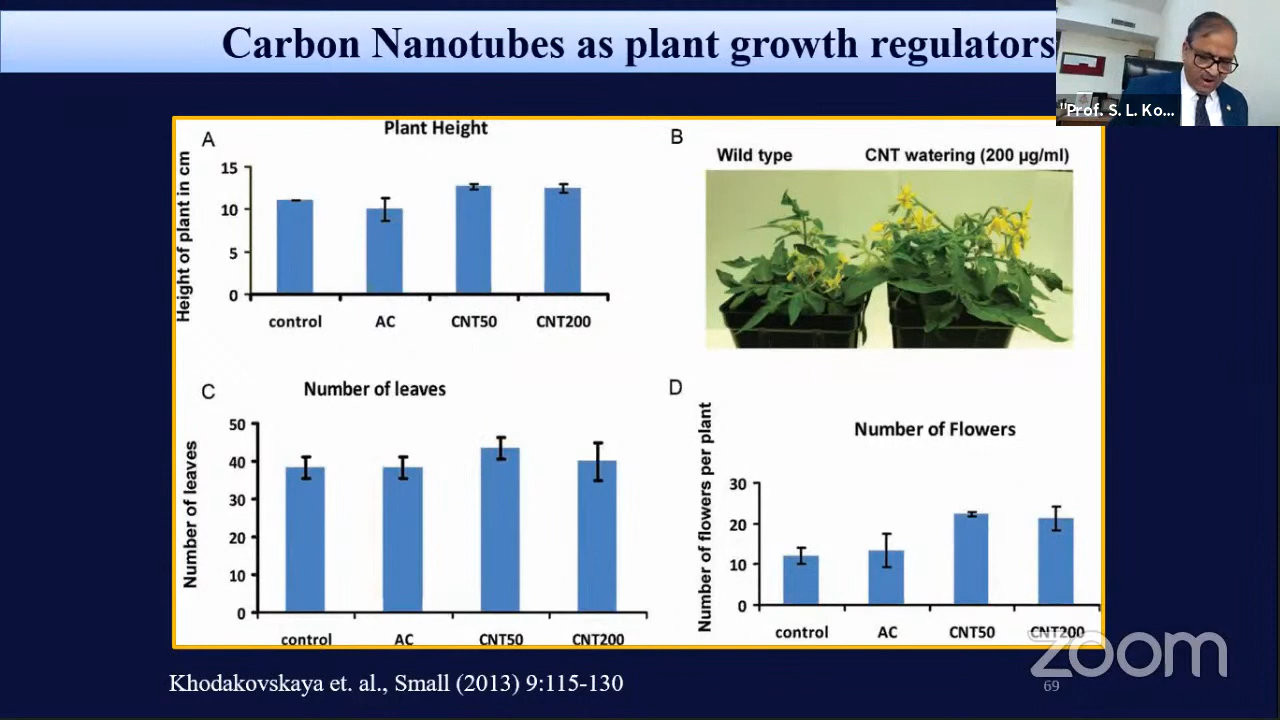 Carbon Nanotubes as plant growth regulators
"Prof. S. L. Ko...
A
Plant Height
Height of plant in cm
15
10
5
0
control AC CNT50 CNT200
B
Wild type CNT watering (200 µg/ml)
C
Number of leaves
Number of leaves
50
40
30
20
10
0
control AC CNT50 CNT200
D
Number of Flowers
Number of flowers per plant
30
20
10
0
control AC CNT50 CNT200
Khodakovskaya et. al., Small (2013) 9:115-130
69
zoom